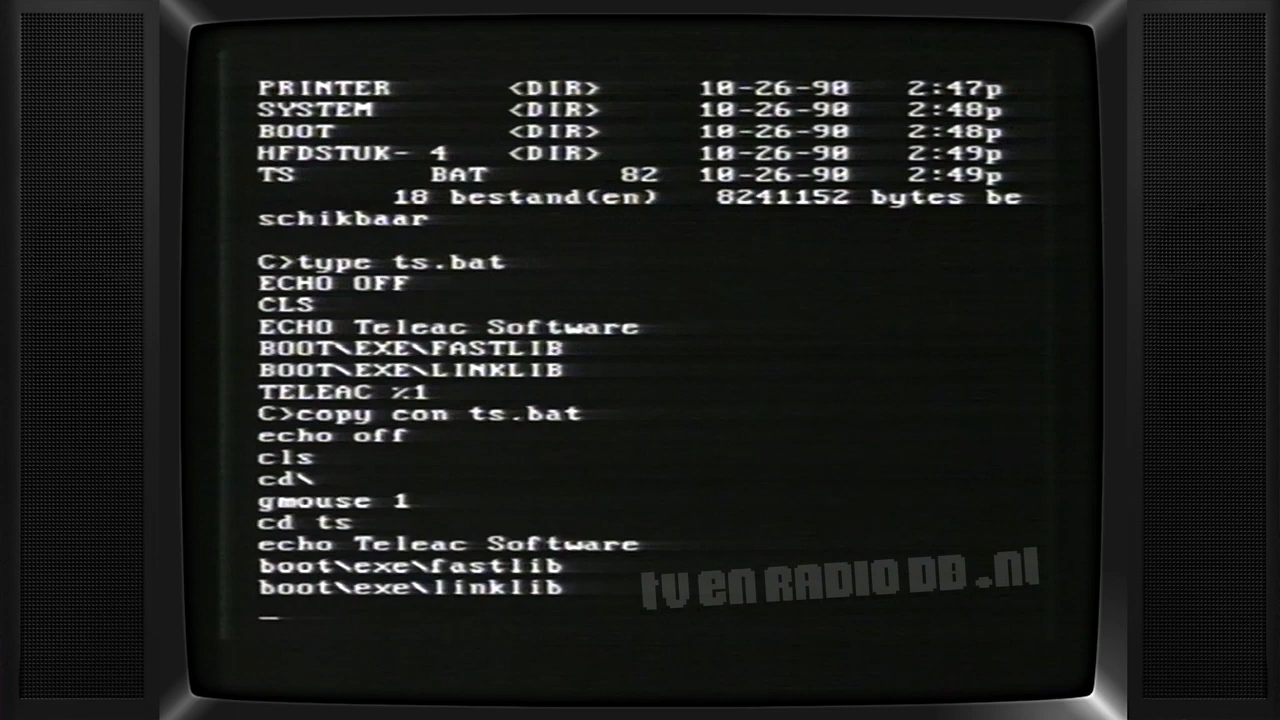 PRINTER <DIR> 10-26-90 2:47p
SYSTEM <DIR> 10-26-90 2:48p
BOOT <DIR> 10-26-90 2:48p
HFDSTUK- 4 <DIR> 10-26-90 2:49p
TS BAT 82 10-26-90 2:49p
18 bestand(en) 8241152 bytes be
schikbaar
C>type ts.bat
ECHO OFF
CLS
ECHO Teleac Software
BOOT\EXE\FASTLIB
BOOT\EXE\LINKLIB
TELEAC %1
C>copy con ts.bat
echo off
cls
cd\
gmouse 1
cd ts
echo Teleac Software
boot\exe\fastlib
boot\exe\linklib
_
tv en RADIO DB .nl